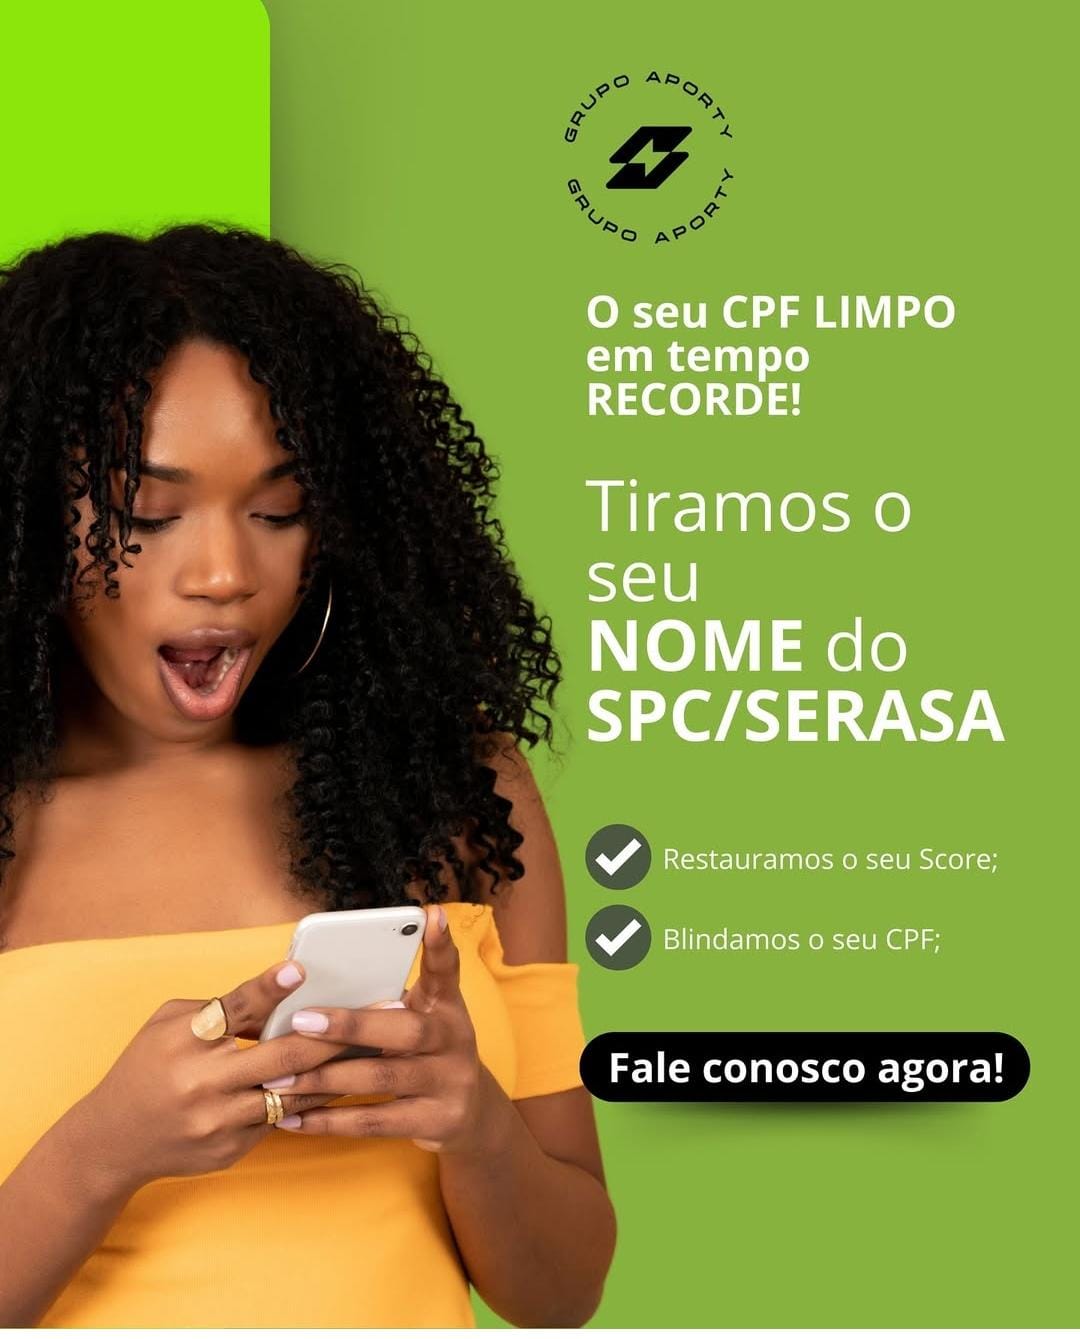 GRUPO APORTY
GRUPO APORTY
O seu CPF LIMPO
em tempo
RECORDE!
Tiramos o
seu
NOME do
SPC/SERASA
Restauramos o seu Score;
Blindamos o seu CPF;
Fale conosco agora!